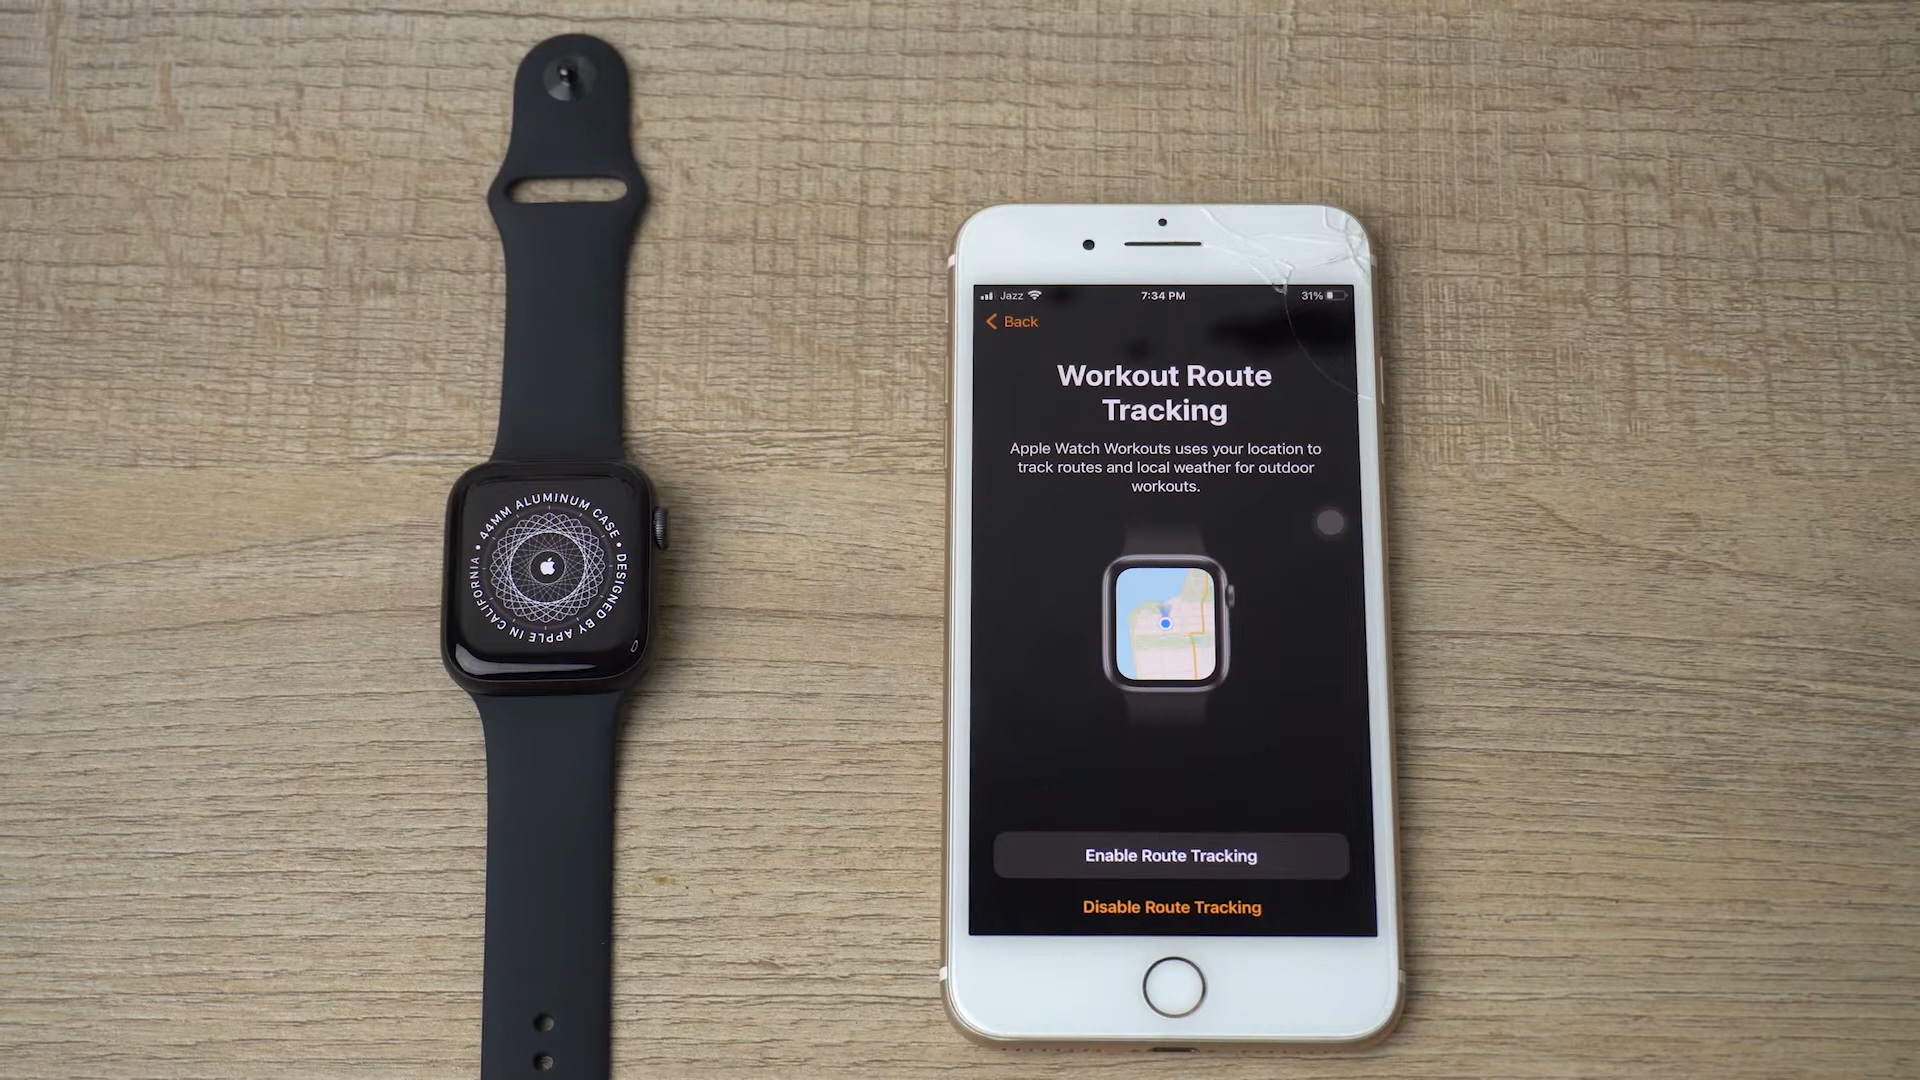 44MM ALUMINUM CASE • DESIGNED BY APPLE IN CALIFORNIA •
Jazz 7:34 PM 31%
Back
Workout Route
Tracking
Apple Watch Workouts uses your location to
track routes and local weather for outdoor
workouts.
Enable Route Tracking
Disable Route Tracking